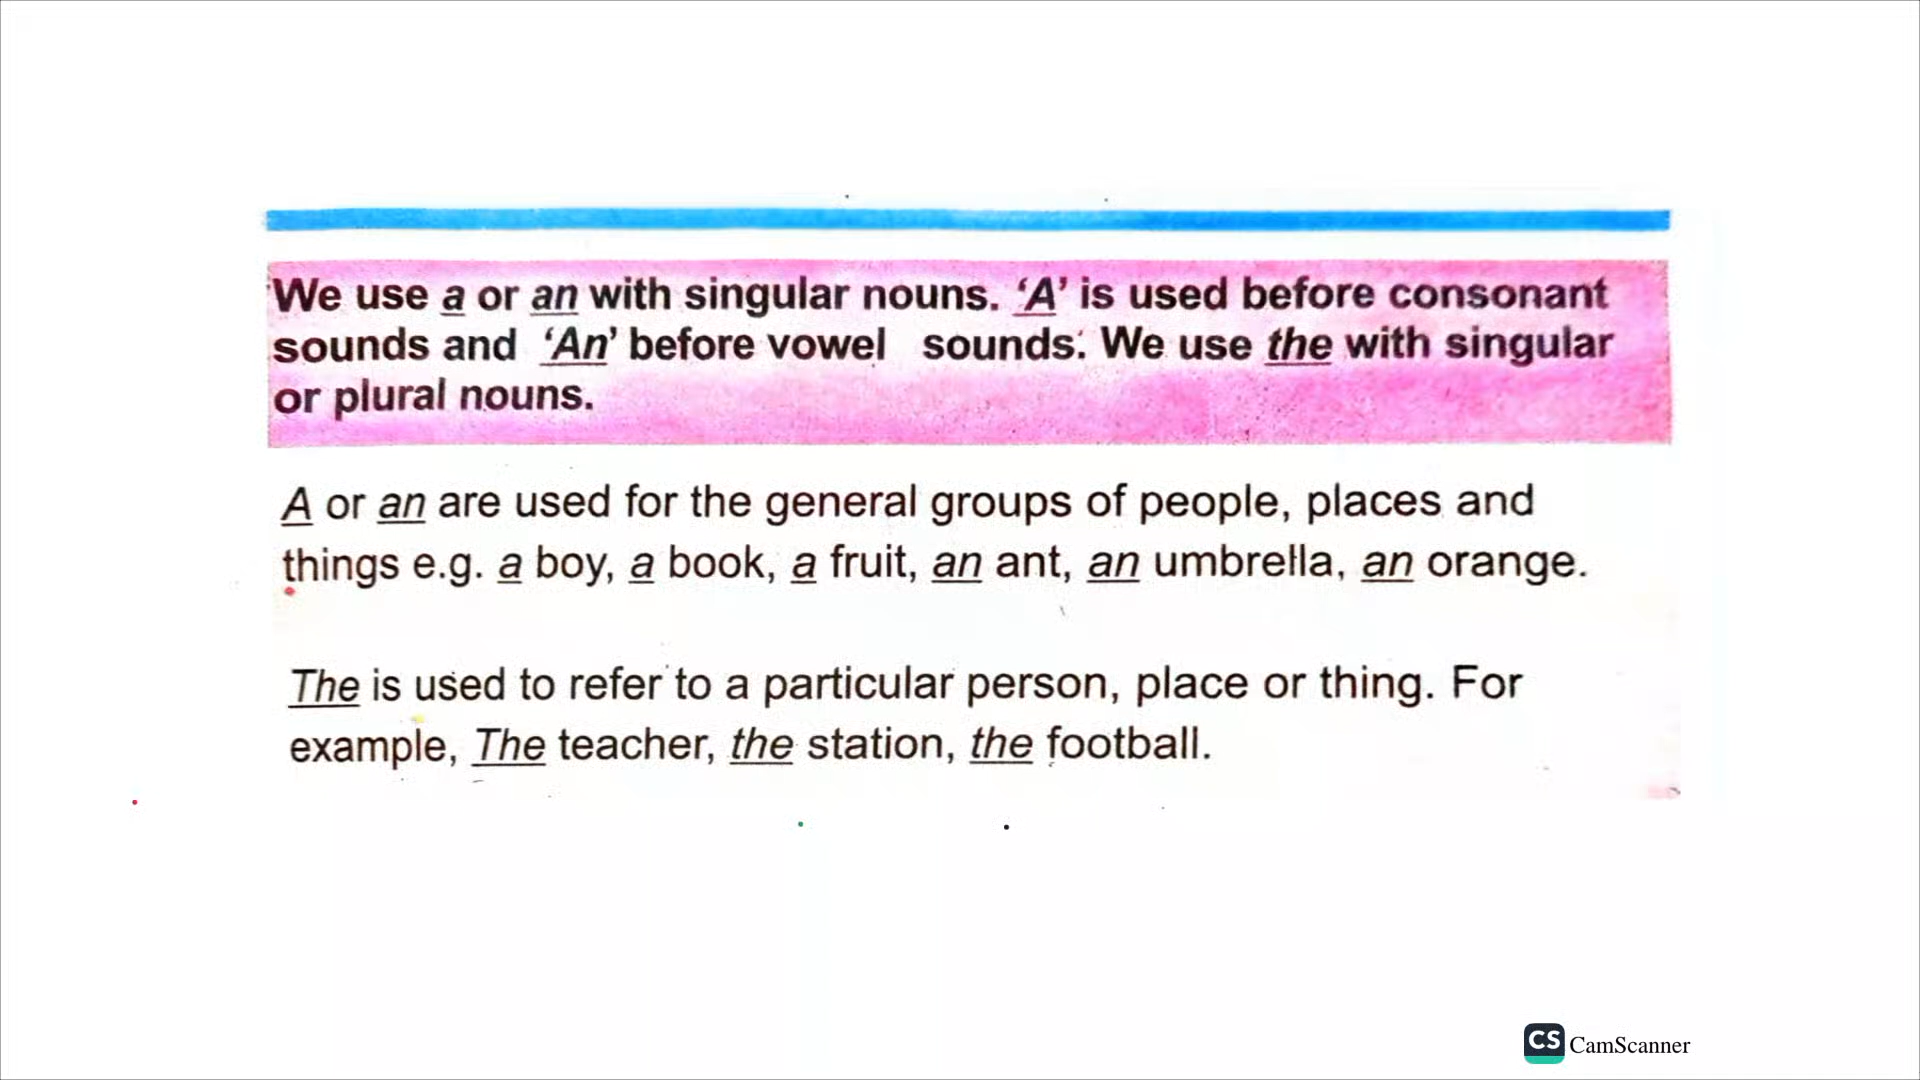 We use a or an with singular nouns. ‘A’ is used before consonant
sounds and ‘An’ before vowel sounds. We use the with singular
or plural nouns.
A or an are used for the general groups of people, places and
things e.g. a boy, a book, a fruit, an ant, an umbrella, an orange.
The is used to refer to a particular person, place or thing. For
example, The teacher, the station, the football.
CS CamScanner